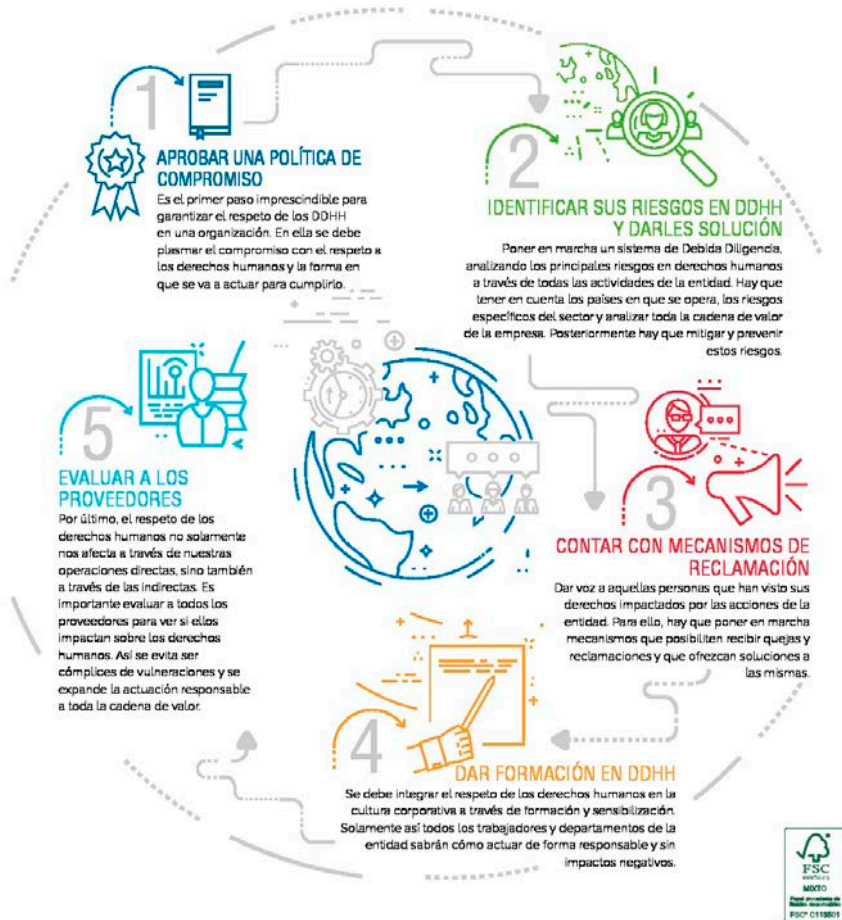 1
APROBAR UNA POLÍTICA DE
COMPROMISO
Es el primer paso imprescindible para
garantizar el respeto de los DDHH
en una organización. En ella se debe
plasmar el compromiso con el respeto a
los derechos humanos y la forma en
que se va a actuar para cumplirlo.
2
IDENTIFICAR SUS RIESGOS EN DDHH
Y DARLES SOLUCIÓN
Poner en marcha un sistema de Debida Diligencia,
analizando los principales riesgos en derechos humanos
a través de todas las actividades de la entidad. Hay que
tener en cuenta los países en que se opera, los riesgos
específicos del sector y analizar toda la cadena de valor
de la empresa. Posteriormente hay que mitigar y prevenir
estos riesgos.
3
CONTAR CON MECANISMOS DE
RECLAMACIÓN
Dar voz a aquellas personas que han visto sus
derechos impactados por las acciones de la
entidad. Para ello, hay que poner en marcha
mecanismos que posibiliten recibir quejas y
reclamaciones y que ofrezcan soluciones a
las mismas.
4
DAR FORMACIÓN EN DDHH
Se debe integrar el respeto de los derechos humanos en la
cultura corporativa a través de formación y sensibilización.
Solamente así todos los trabajadores y departamentos de la
entidad sabrán cómo actuar de forma responsable y sin
impactos negativos.
5
EVALUAR A LOS
PROVEEDORES
Por último, el respeto de los
derechos humanos no solamente
nos afecta a través de nuestras
operaciones directas, sino también
a través de las indirectas. Es
importante evaluar a todos los
proveedores para ver si ellos
impactan sobre los derechos
humanos. Así se evita ser
cómplices de vulneraciones y se
expande la actuación responsable
a toda la cadena de valor.
FSC
MIXTO
Papel procedente de
fuentes responsables
FSC® C113501